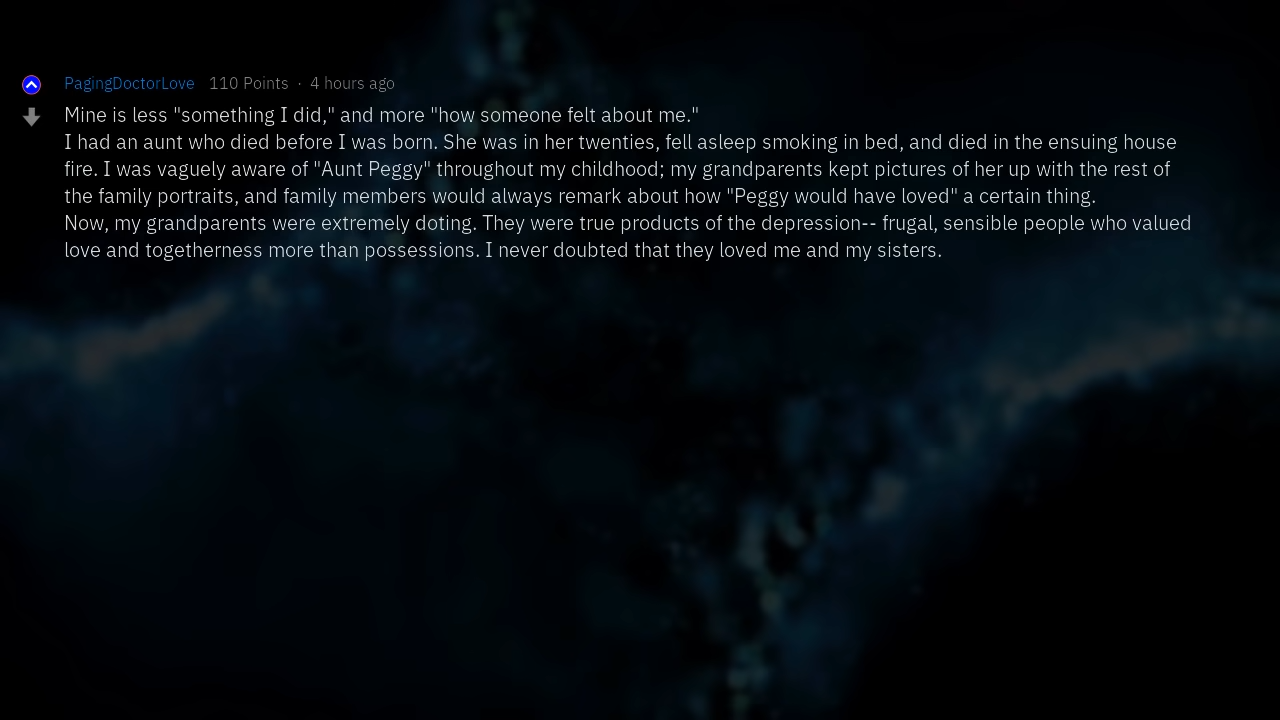 PagingDoctorLove 110 Points · 4 hours ago
Mine is less "something I did," and more "how someone felt about me."
I had an aunt who died before I was born. She was in her twenties, fell asleep smoking in bed, and died in the ensuing house
fire. I was vaguely aware of "Aunt Peggy" throughout my childhood; my grandparents kept pictures of her up with the rest of
the family portraits, and family members would always remark about how "Peggy would have loved" a certain thing.
Now, my grandparents were extremely doting. They were true products of the depression-- frugal, sensible people who valued
love and togetherness more than possessions. I never doubted that they loved me and my sisters.